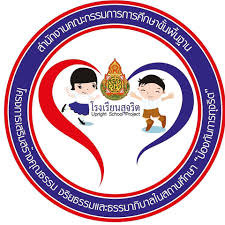 สำนักงานคณะกรรมการการศึกษาขั้นพื้นฐาน
โรงเรียนสุจริต
Upright School Project
โครงการเสริมสร้างคุณธรรม จริยธรรมและธรรมาภิบาลในสถานศึกษา "ป้องกันการทุจริต"